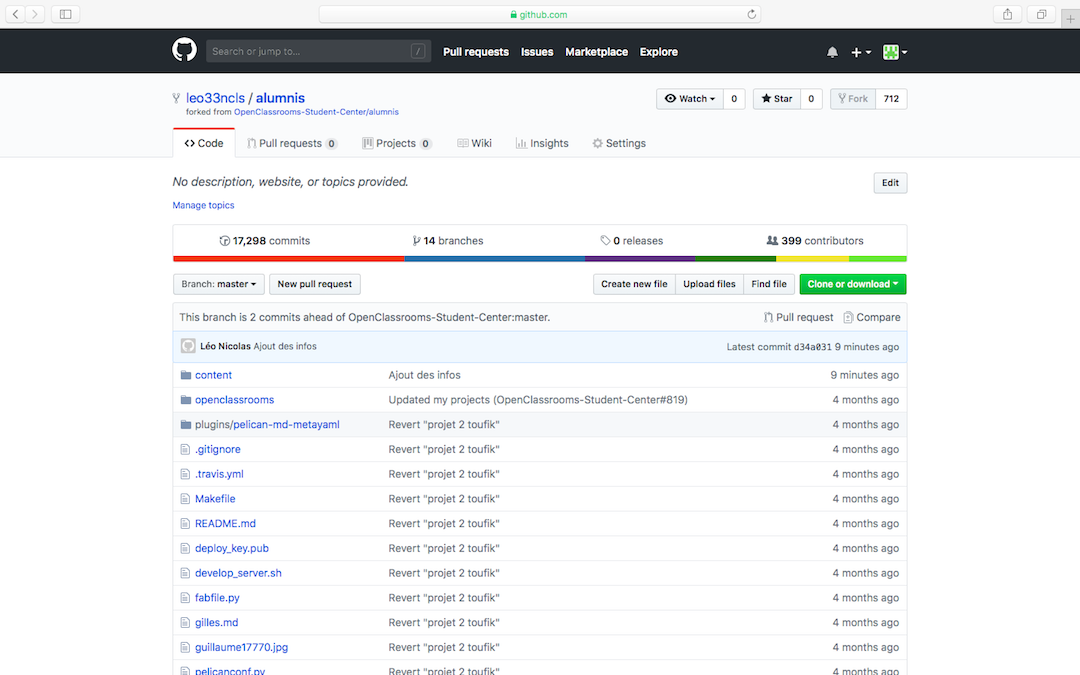 github.com
Search or jump to... /
Pull requests Issues Marketplace Explore
leo33ncls / alumnis
forked from OpenClassrooms-Student-Center/alumnis
Watch 0 Star 0 Fork 712
Code Pull requests 0 Projects 0 Wiki Insights Settings
No description, website, or topics provided.
Edit
Manage topics
17,298 commits 14 branches 0 releases 399 contributors
Branch: master New pull request Create new file Upload files Find file Clone or download
This branch is 2 commits ahead of OpenClassrooms-Student-Center:master. Pull request Compare
Léo Nicolas Ajout des infos Latest commit d34a031 9 minutes ago
content Ajout des infos 9 minutes ago
openclassrooms Updated my projects (OpenClassrooms-Student-Center#819) 4 months ago
plugins/pelican-md-metayaml Revert "projet 2 toufik" 4 months ago
.gitignore Revert "projet 2 toufik" 4 months ago
.travis.yml Revert "projet 2 toufik" 4 months ago
Makefile Revert "projet 2 toufik" 4 months ago
README.md Revert "projet 2 toufik" 4 months ago
deploy_key.pub Revert "projet 2 toufik" 4 months ago
develop_server.sh Revert "projet 2 toufik" 4 months ago
fabfile.py Revert "projet 2 toufik" 4 months ago
gilles.md Revert "projet 2 toufik" 4 months ago
guillaume17770.jpg Revert "projet 2 toufik" 4 months ago
pelicanconf.py Revert "projet 2 toufik" 4 months ago